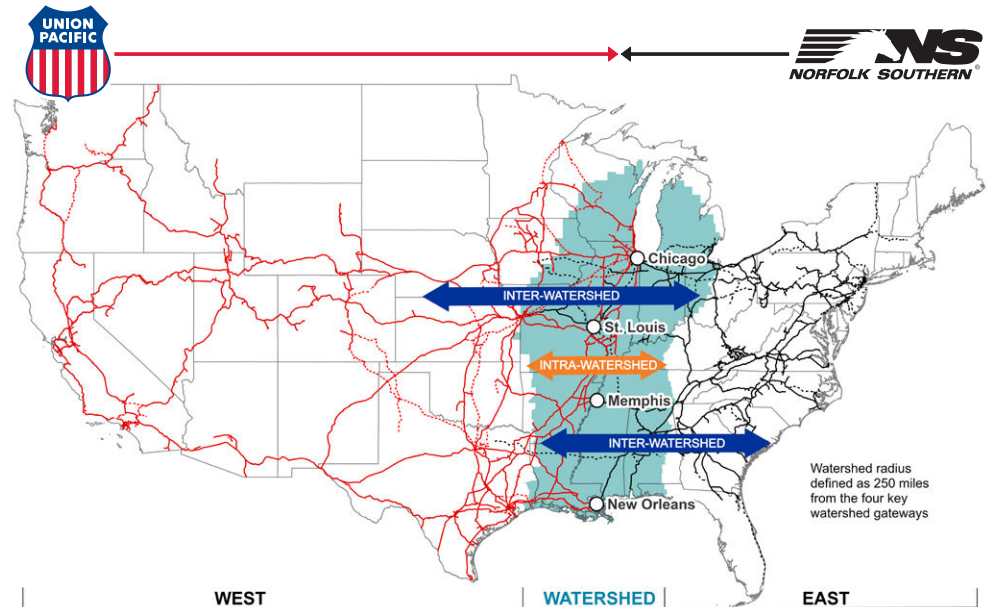 UNION
PACIFIC
NS
NORFOLK SOUTHERN®
Chicago
INTER-WATERSHED
St. Louis
INTRA-WATERSHED
Memphis
INTER-WATERSHED
Watershed radius
defined as 250 miles
from the four key
watershed gateways
New Orleans
WEST
WATERSHED
EAST